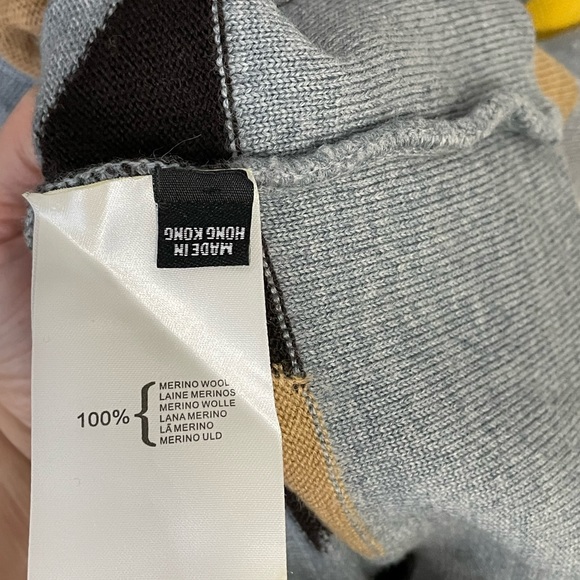 MADE IN
HONG KONG
100%
MERINO WOOL
LAINE MERINOS
MERINO WOLLE
LANA MERINO
LÃ MERINO
MERINO ULD